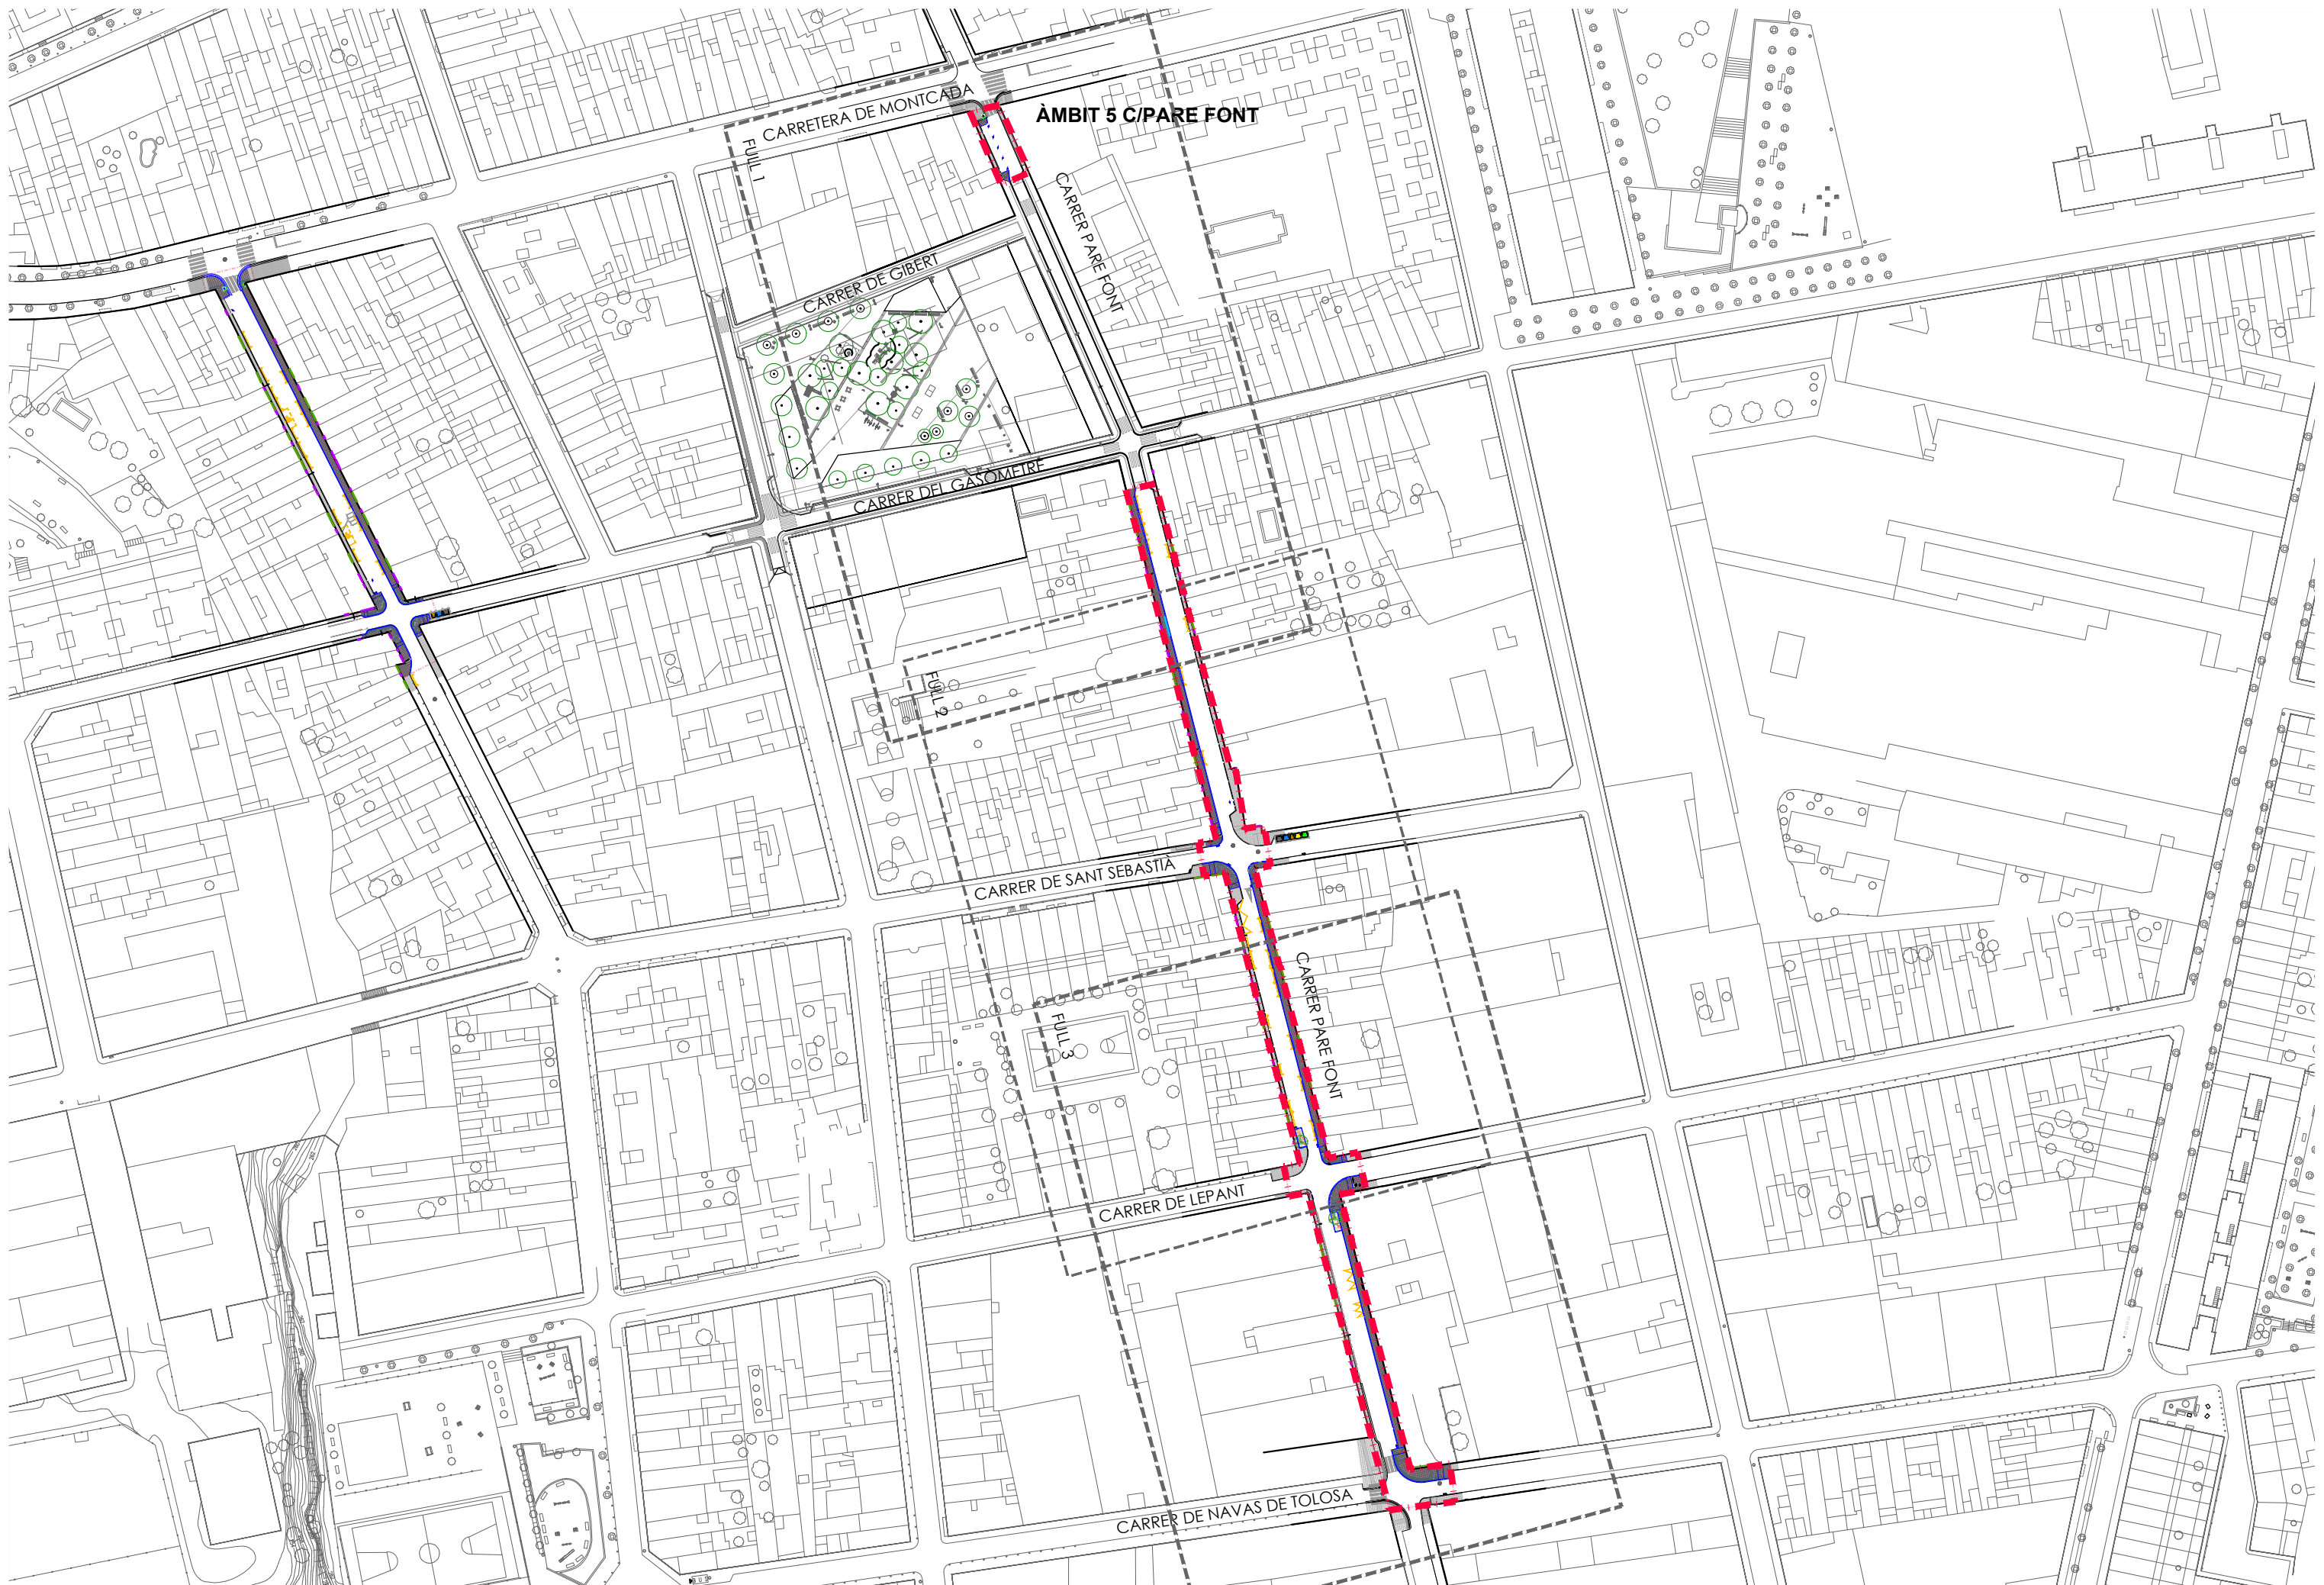 CARRETERA DE MONTCADA
ÀMBIT 5 C/PARE FONT
FULL 1
CARRER PARE FONT
CARRER DE GIBERT
CARRER DEL GASÒMETRE
FULL 2
CARRER DE SANT SEBASTIÀ
CARRER PARE FONT
FULL 3
CARRER DE LEPANT
CARRER DE NAVAS DE TOLOSA